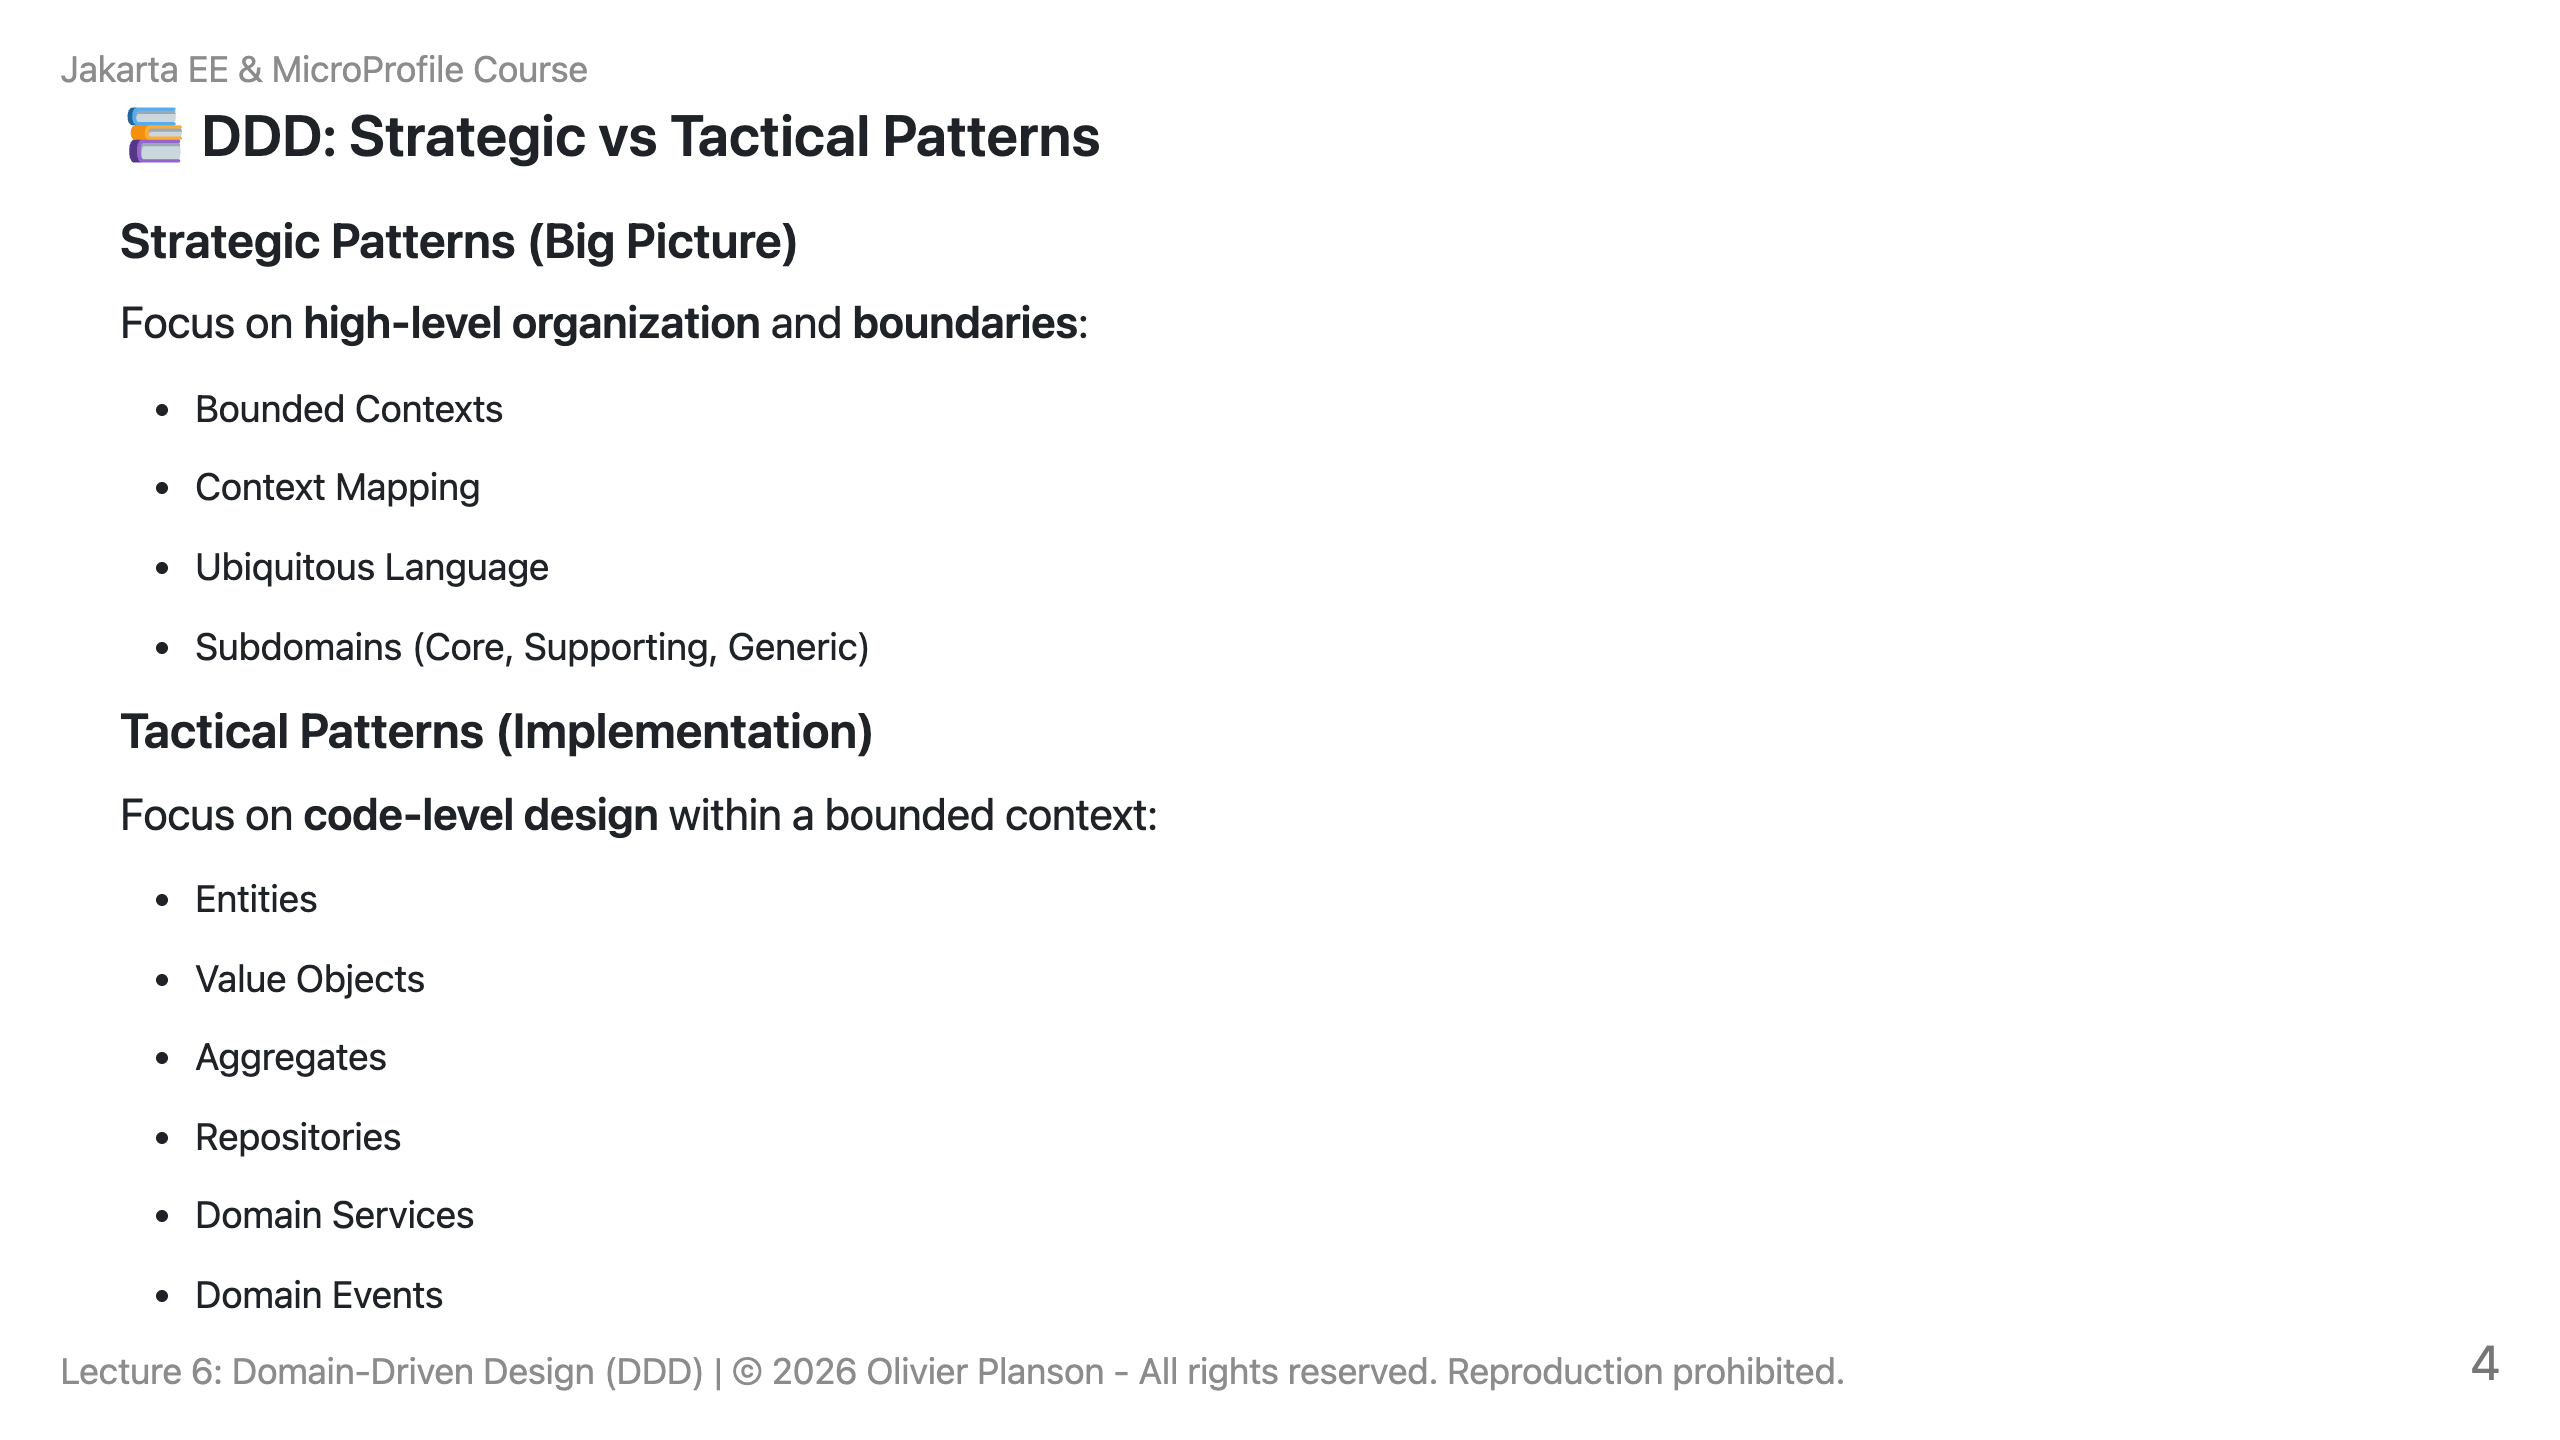 Jakarta EE & MicroProfile Course
📚 DDD: Strategic vs Tactical Patterns
Strategic Patterns (Big Picture)
Focus on high-level organization and boundaries:
• Bounded Contexts
• Context Mapping
• Ubiquitous Language
• Subdomains (Core, Supporting, Generic)
Tactical Patterns (Implementation)
Focus on code-level design within a bounded context:
• Entities
• Value Objects
• Aggregates
• Repositories
• Domain Services
• Domain Events
Lecture 6: Domain-Driven Design (DDD) | © 2026 Olivier Planson - All rights reserved. Reproduction prohibited.
4